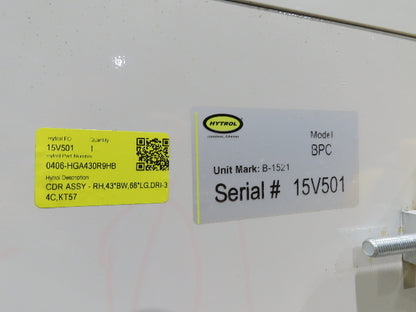 Hytrol FO Quantity
15V501 1
Hytrol Part Number
0406-HGA430R9HB
Hytrol Description
CDR ASSY - RH,43"BW,66"LG,DRI-3
4C,KT57
HYTROL
Model
BPC
Unit Mark: B-1521
Serial # 15V501